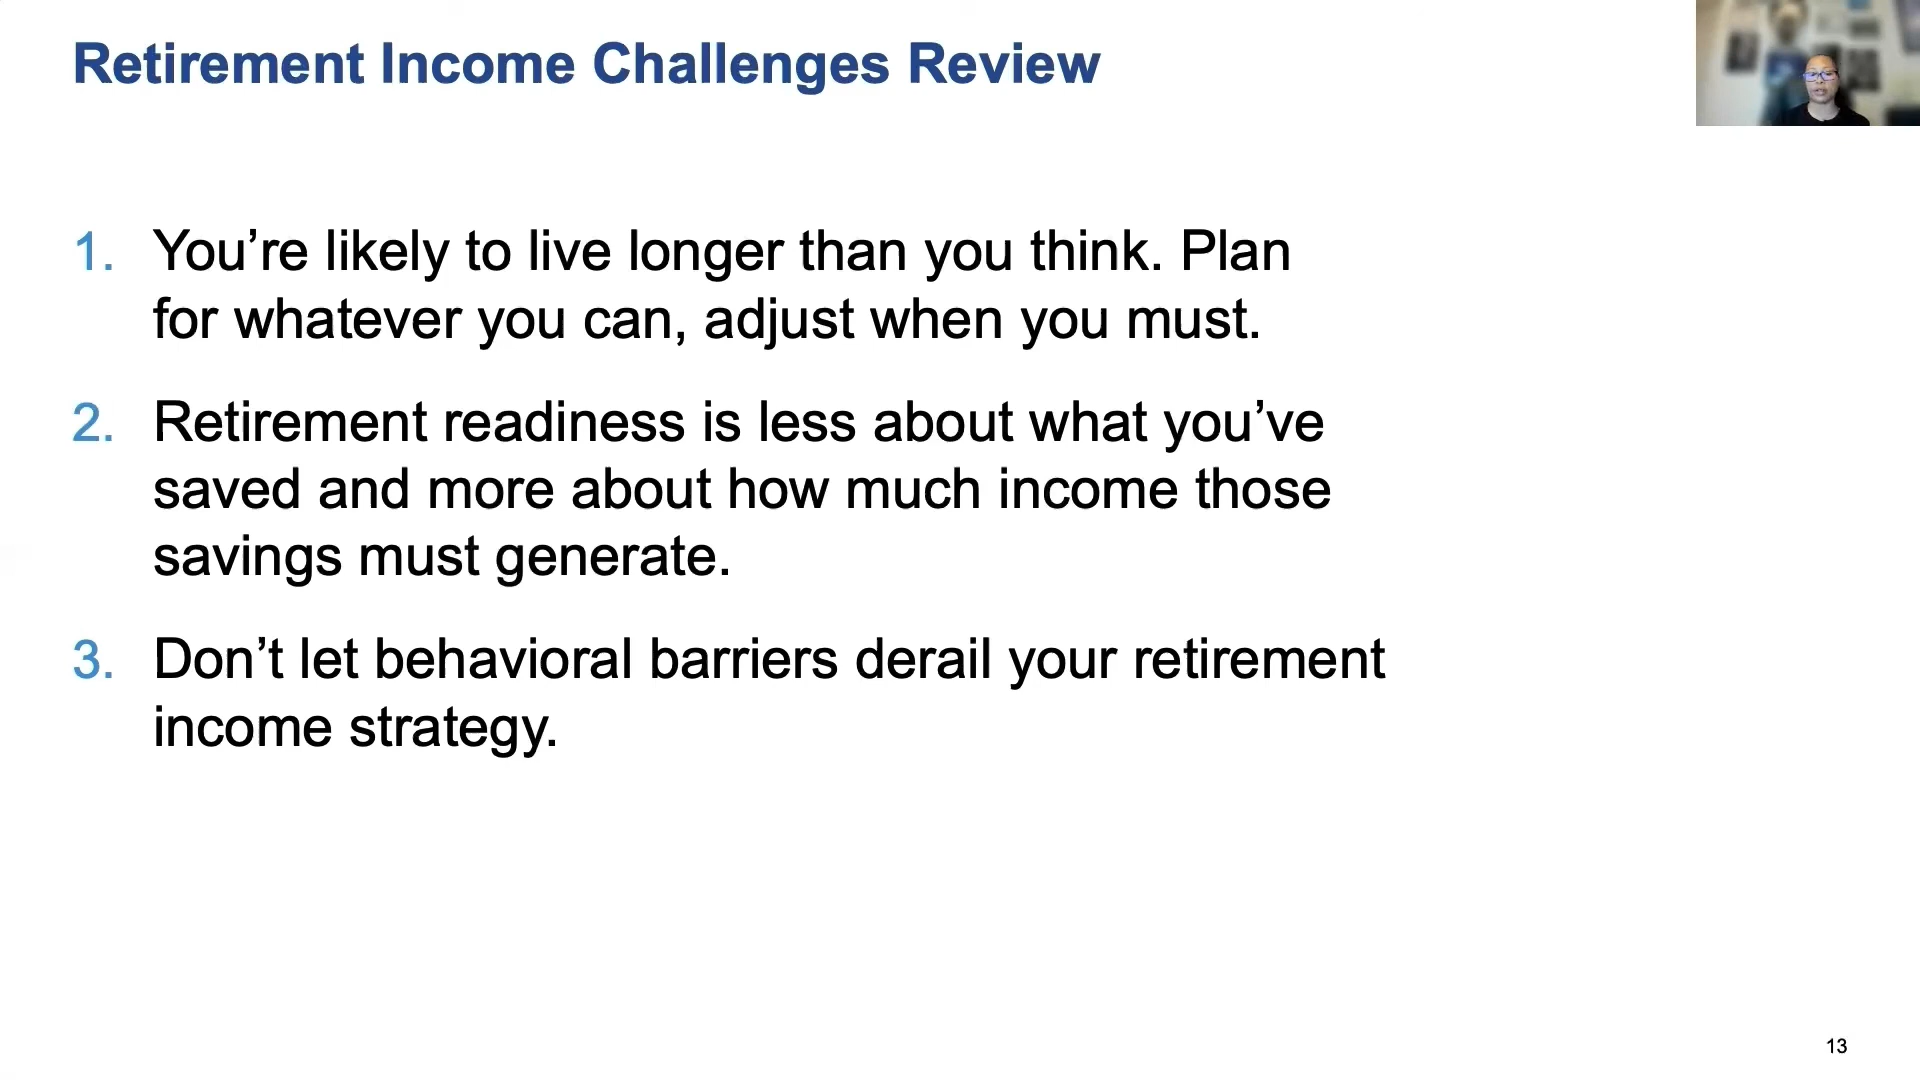 Retirement Income Challenges Review
1. You’re likely to live longer than you think. Plan
for whatever you can, adjust when you must.
2. Retirement readiness is less about what you’ve
saved and more about how much income those
savings must generate.
3. Don’t let behavioral barriers derail your retirement
income strategy.
13